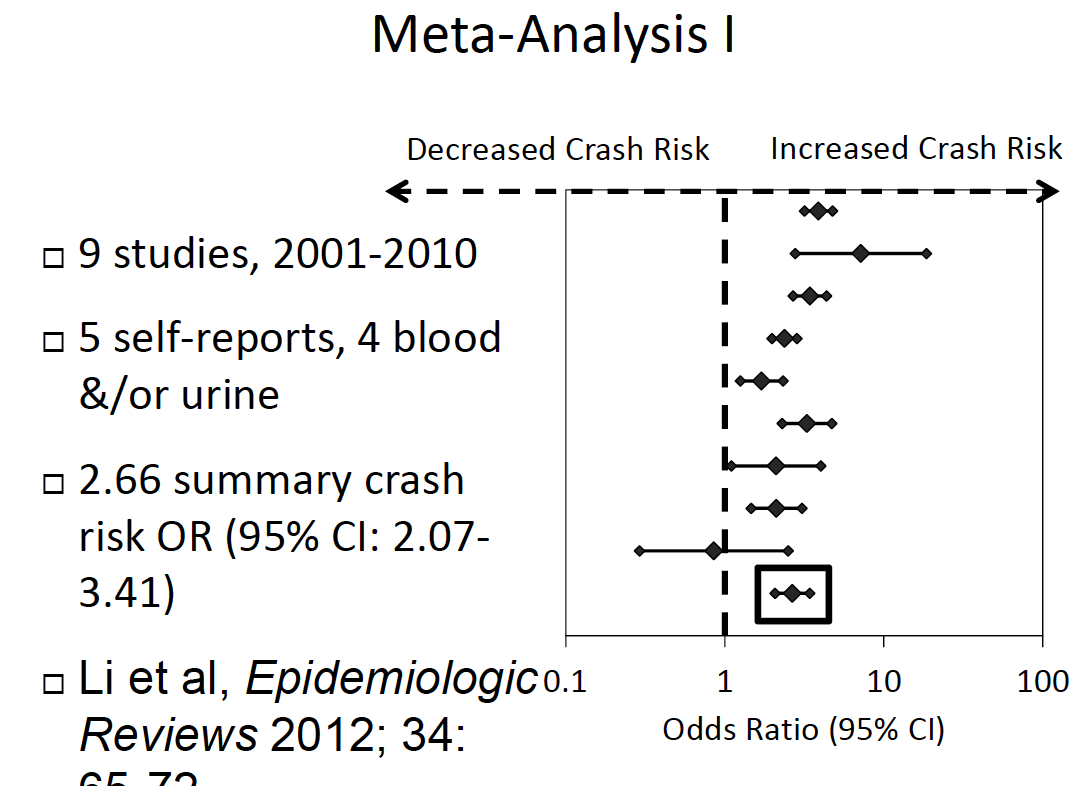 Meta-Analysis I
Decreased Crash Risk
Increased Crash Risk
9 studies, 2001-2010
5 self-reports, 4 blood
&/or urine
2.66 summary crash
risk OR (95% CI: 2.07-
3.41)
Li et al, Epidemiologic
Reviews 2012; 34:
65-72
0.1 1 10 100
Odds Ratio (95% CI)